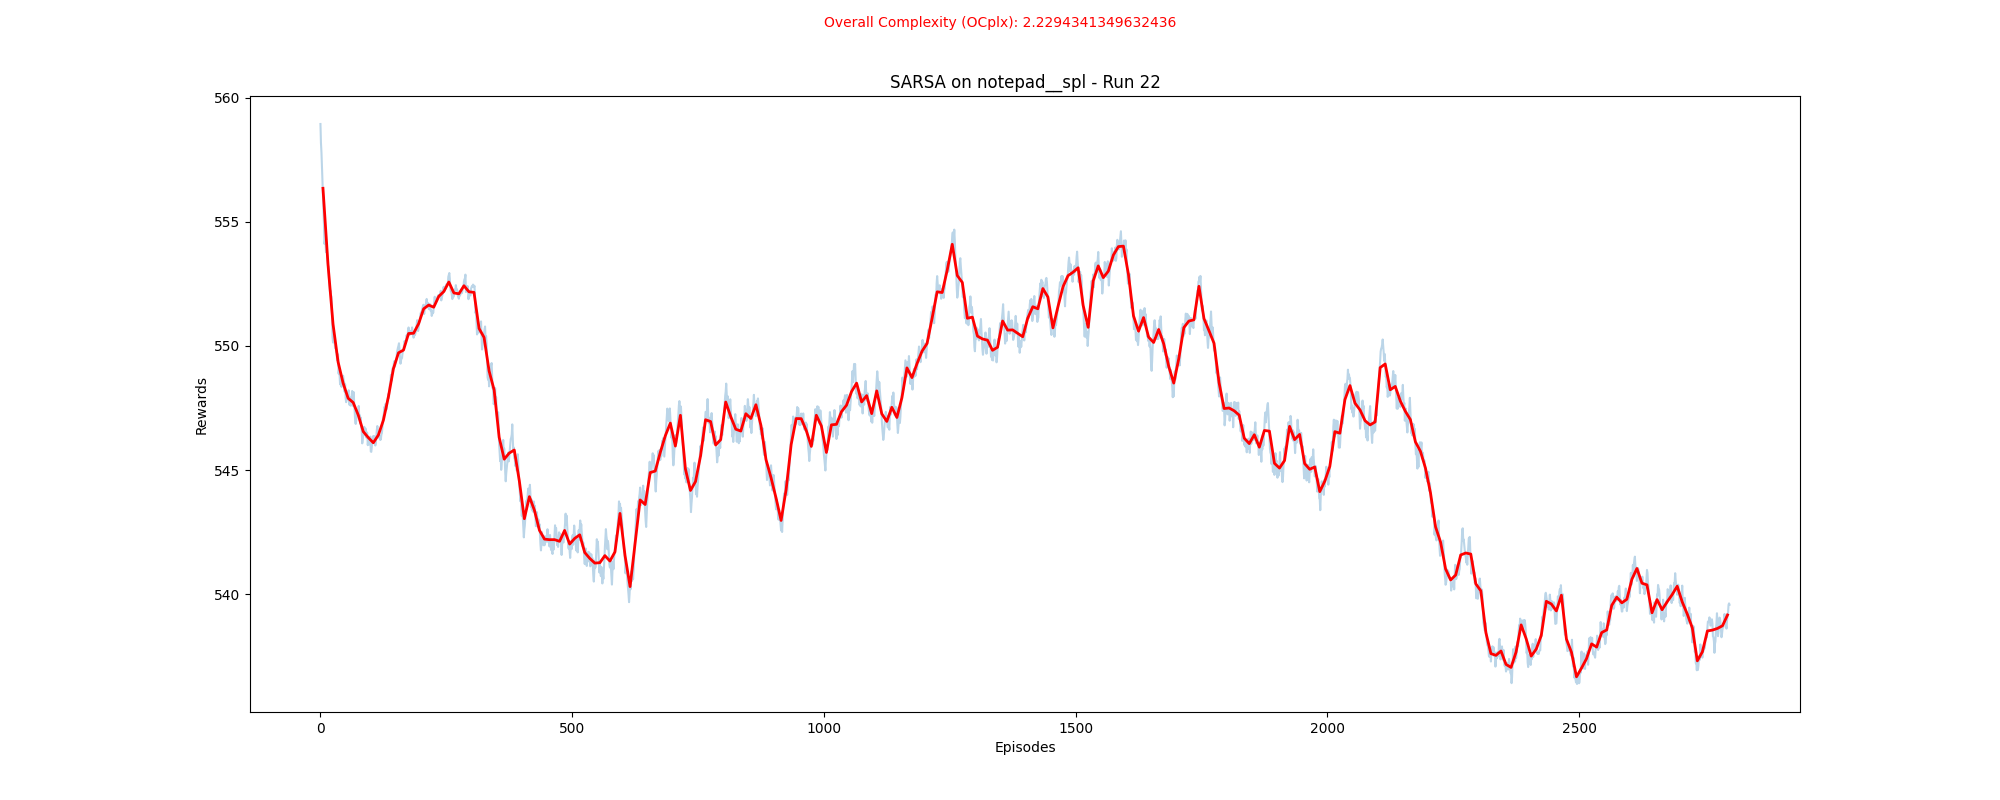 Overall Complexity (OCplx): 2.2294341349632436
SARSA on notepad__spl - Run 22
560
555
550
545
540
Rewards
0 500 1000 1500 2000 2500
Episodes